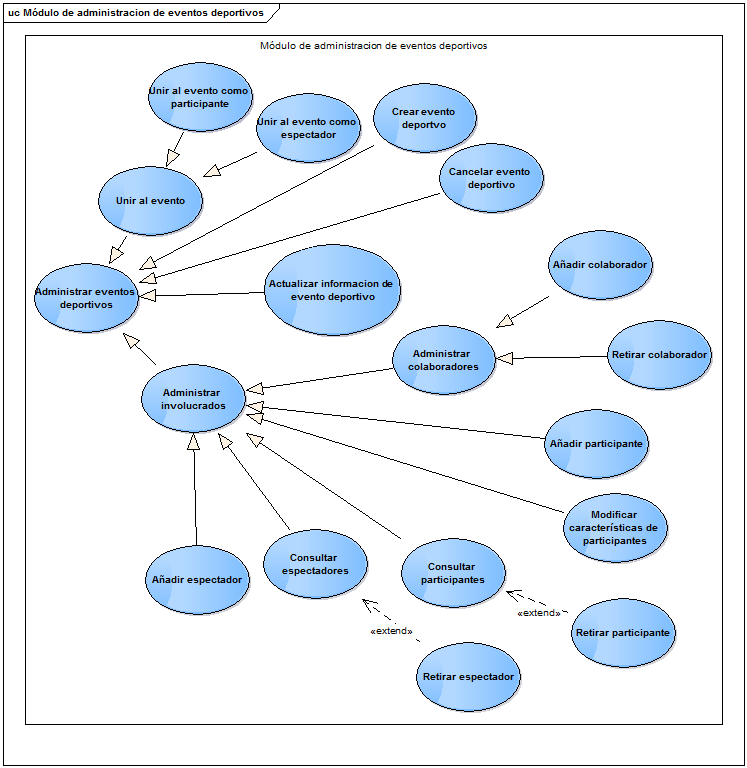 uc Módulo de administracion de eventos deportivos
Módulo de administracion de eventos deportivos
Unir al evento como
participante
Unir al evento como
espectador
Crear evento
deportvo
Cancelar evento
deportivo
Unir al evento
Administrar eventos
deportivos
Actualizar informacion de
evento deportivo
Añadir colaborador
Administrar
colaboradores
Retirar colaborador
Administrar
involucrados
Añadir participante
Modificar
características de
participantes
Añadir espectador
Consultar
espectadores
Consultar
participantes
«extend»
«extend»
Retirar participante
Retirar espectador